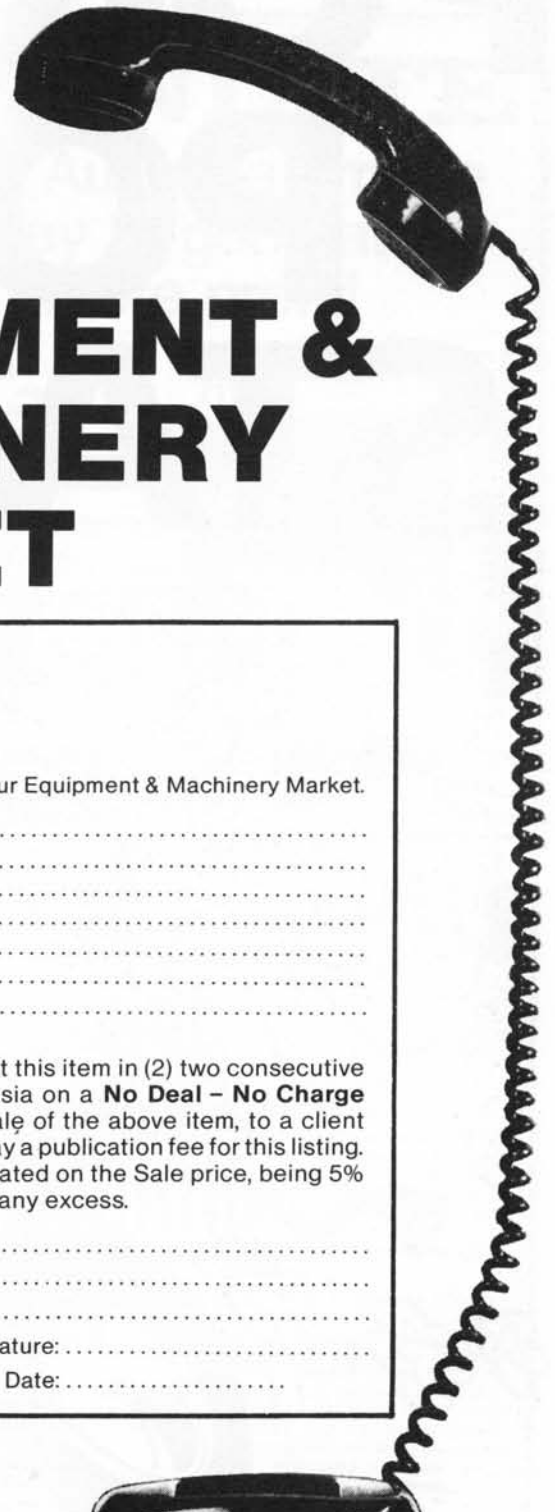 MENT &
NERY
ET
ur Equipment & Machinery Market.
t this item in (2) two consecutive
sia on a No Deal – No Charge
ale of the above item, to a client
ay a publication fee for this listing.
ated on the Sale price, being 5%
any excess.
ature:
Date: